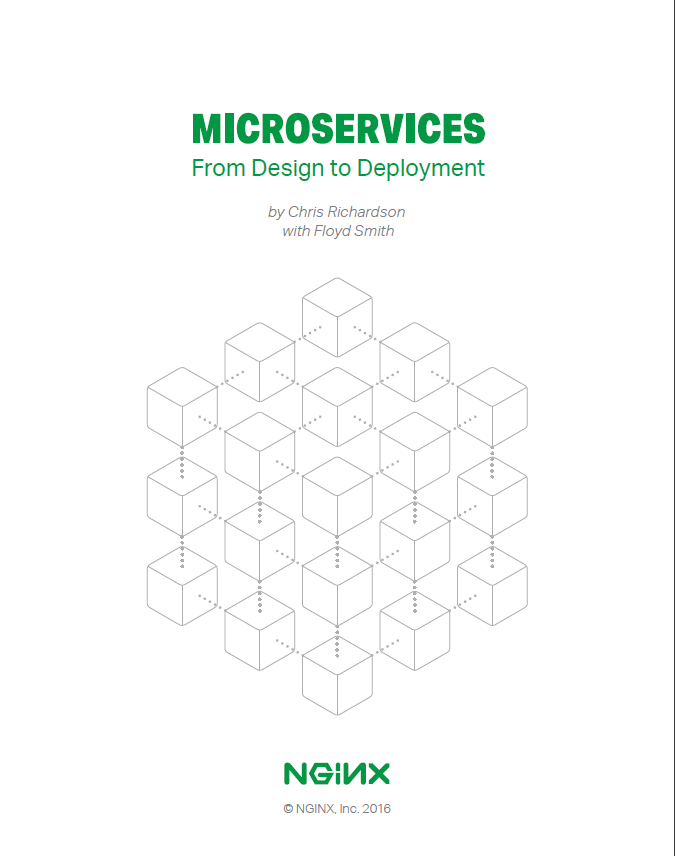 MICROSERVICES
From Design to Deployment
by Chris Richardson
with Floyd Smith
NGINX
© NGINX, Inc. 2016